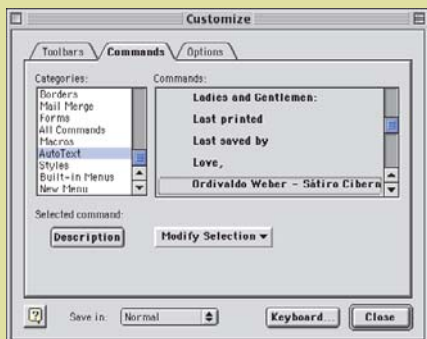 Customize
Toolbars Commands Options
Categories: Commands:
Borders
Mail Merge
Forms
All Commands
Macros
AutoText
Styles
Built-in Menus
New Menu
Ladies and Gentlemen:
Last printed
Last saved by
Love,
Ordivaldo Weber - Sátiro Cibern
Selected command:
Description Modify Selection
Save in: Normal Keyboard... Close